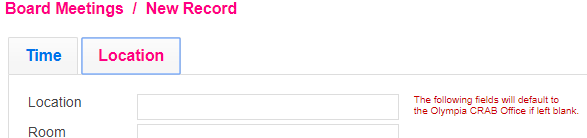 Board Meetings / New Record
Time Location
Location
The following fields will default to
the Olympia CRAB Office if left blank.
Room